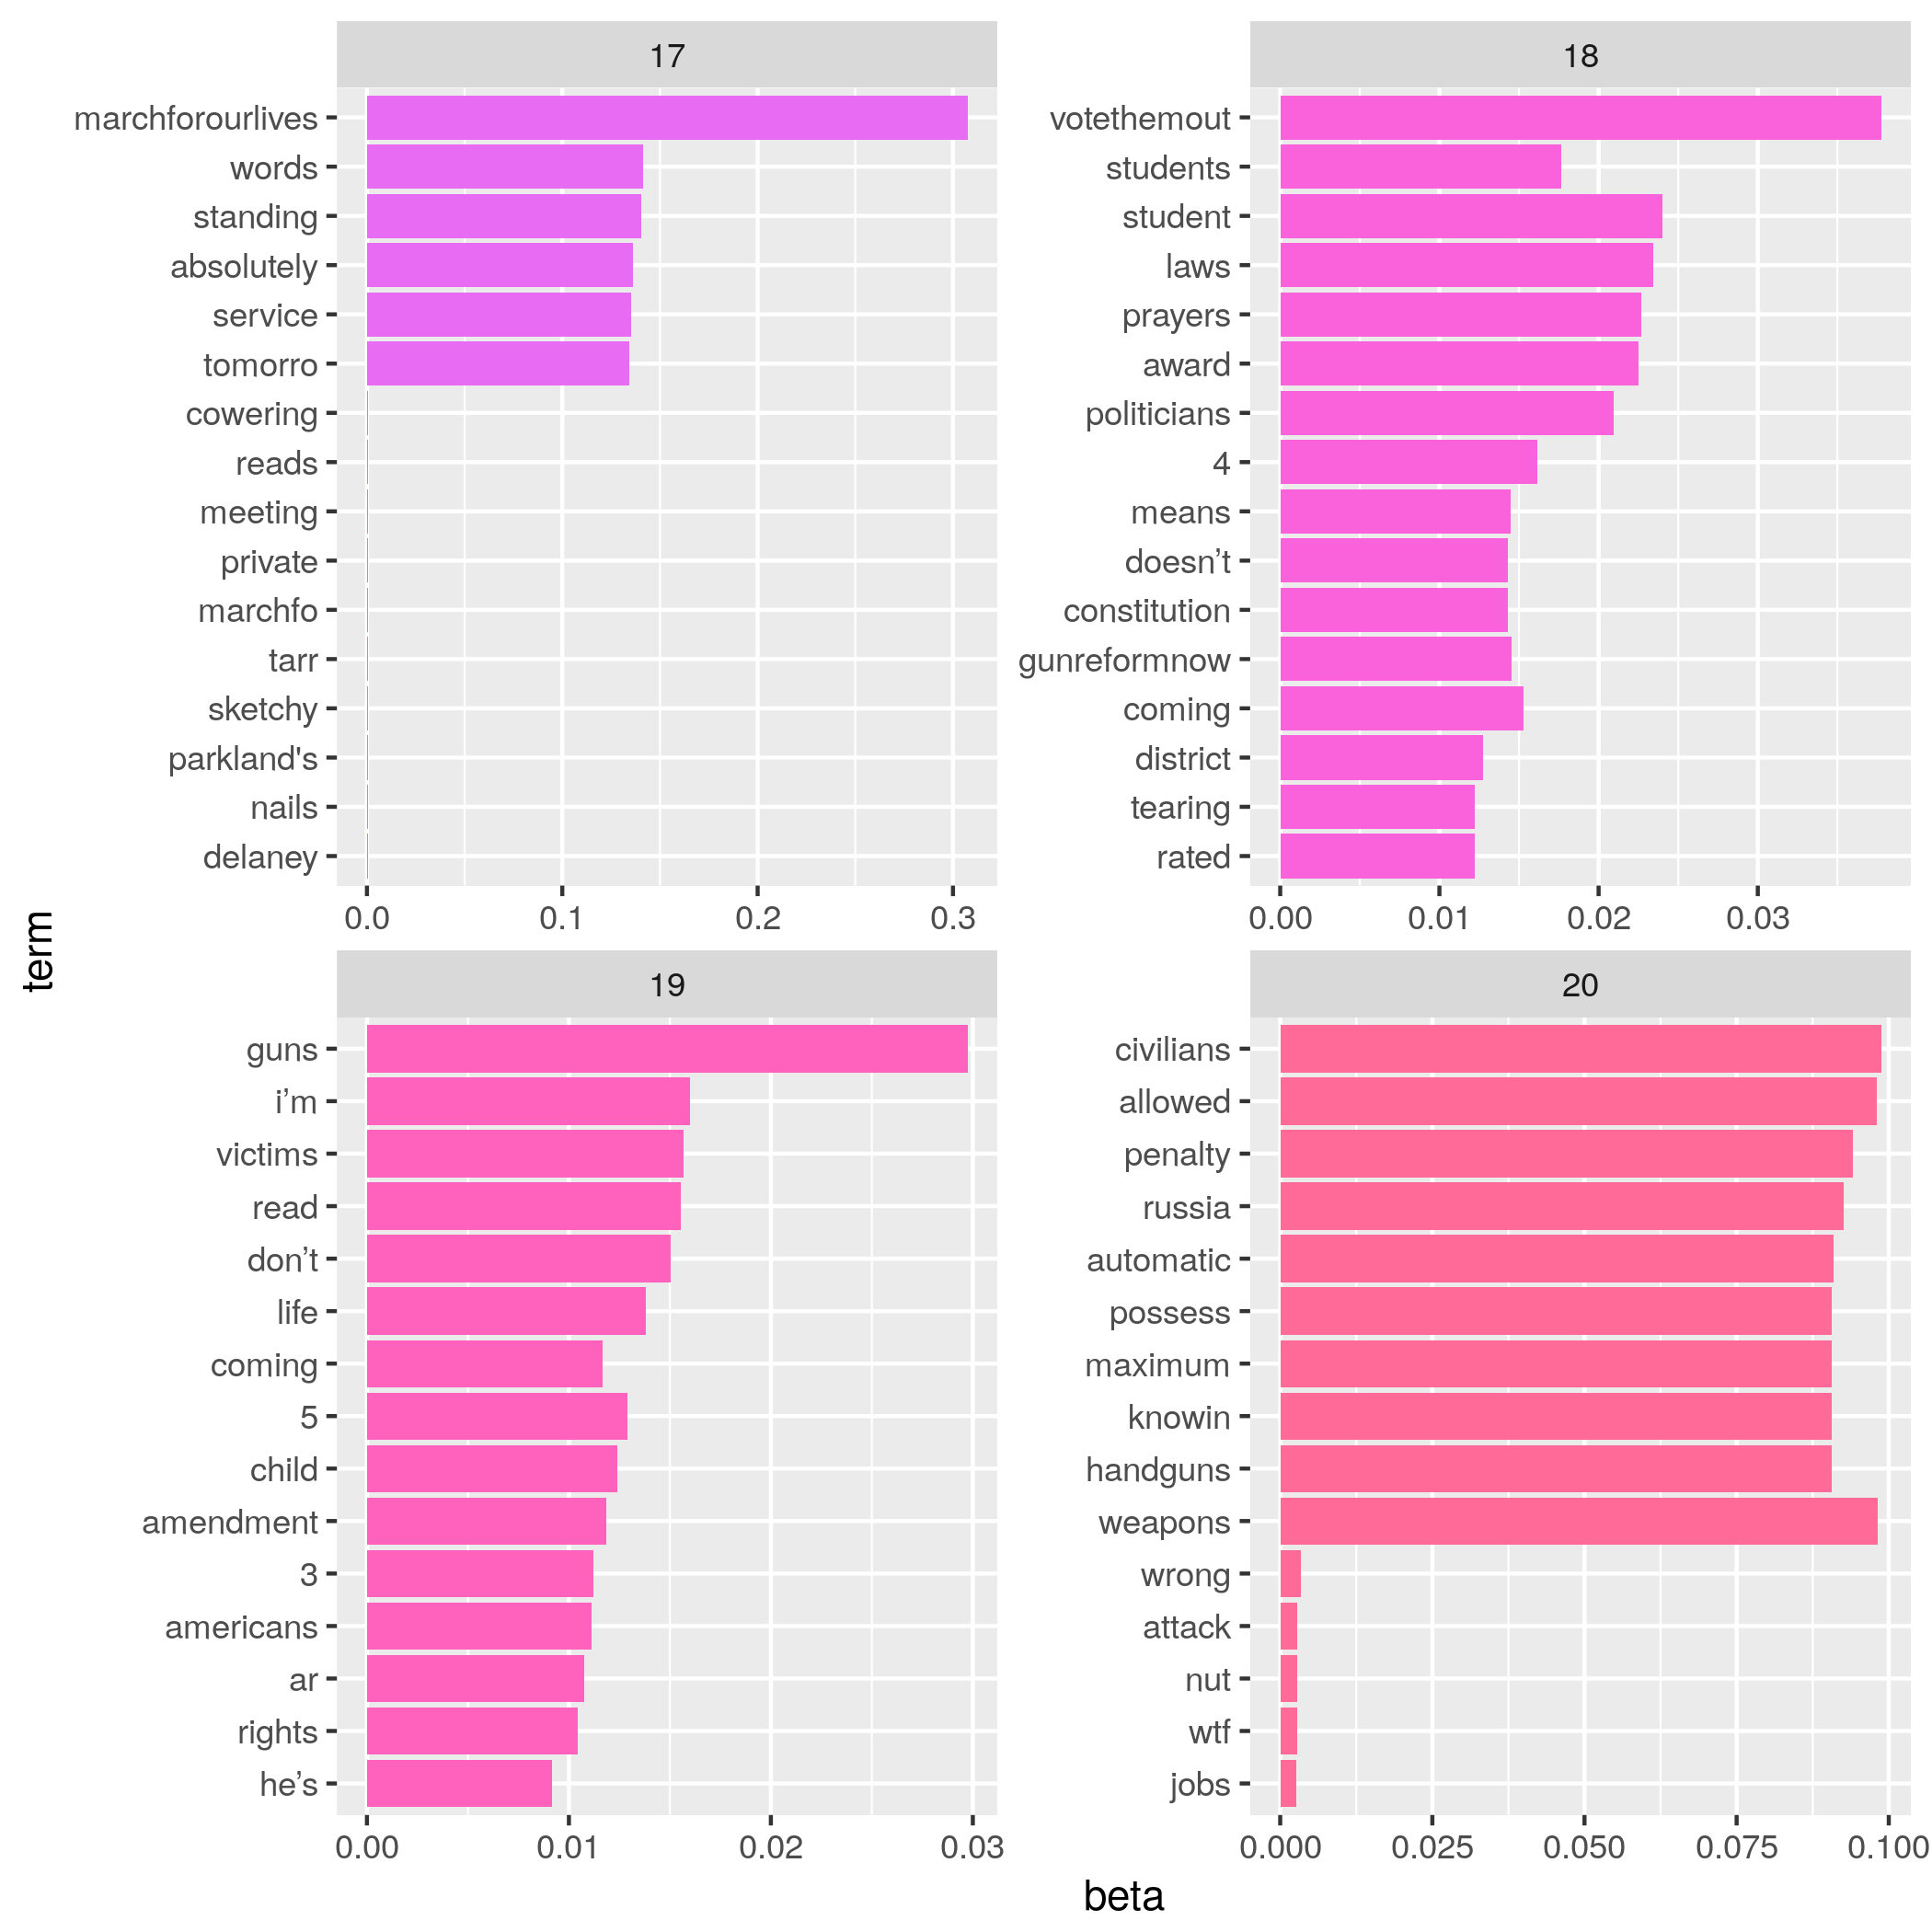 17
marchforourlives
words
standing
absolutely
service
tomorro
cowering
reads
meeting
private
marchfo
tarr
sketchy
parkland's
nails
delaney
0.0 0.1 0.2 0.3
18
votethemout
students
student
laws
prayers
award
politicians
4
means
doesn’t
constitution
gunreformnow
coming
district
tearing
rated
0.00 0.01 0.02 0.03
term
19
guns
i’m
victims
read
don’t
life
coming
5
child
amendment
3
americans
ar
rights
he’s
0.00 0.01 0.02 0.03
20
civilians
allowed
penalty
russia
automatic
possess
maximum
knowin
handguns
weapons
wrong
attack
nut
wtf
jobs
0.000 0.025 0.050 0.075 0.100
beta